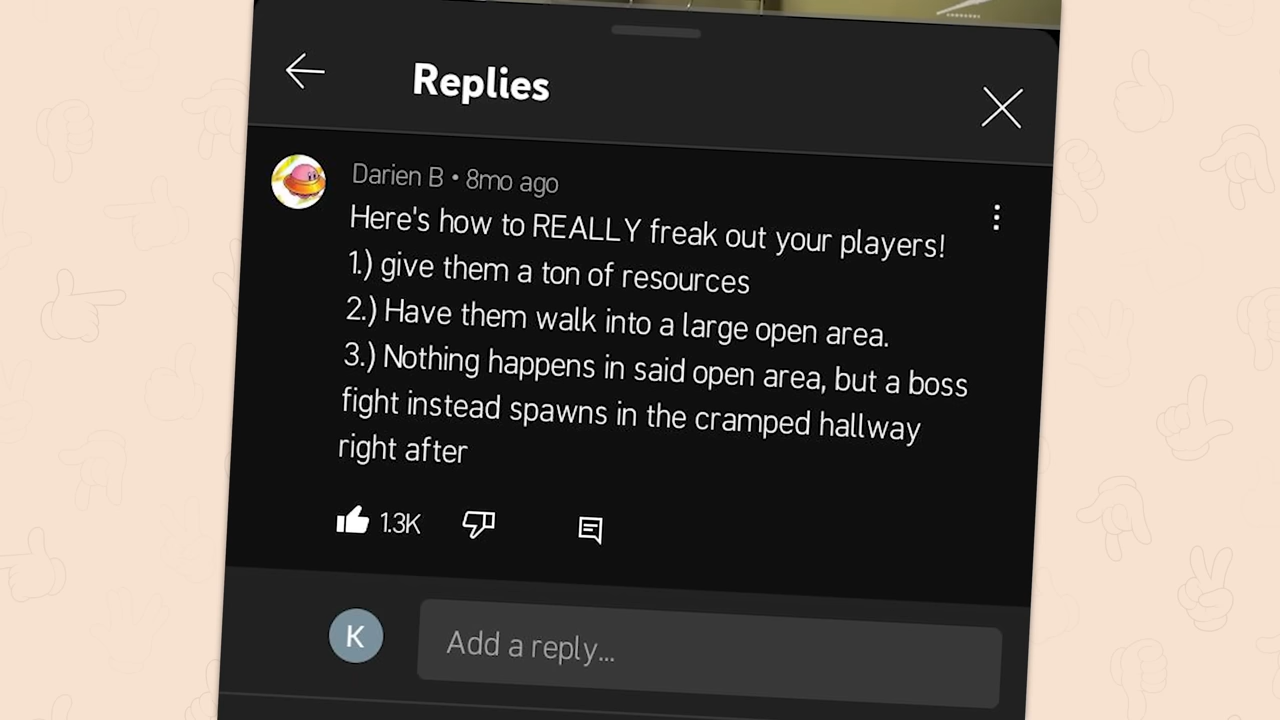 Replies
Darien B • 8mo ago
Here's how to REALLY freak out your players!
1.) give them a ton of resources
2.) Have them walk into a large open area.
3.) Nothing happens in said open area, but a boss
fight instead spawns in the cramped hallway
right after
1.3K
K
Add a reply...